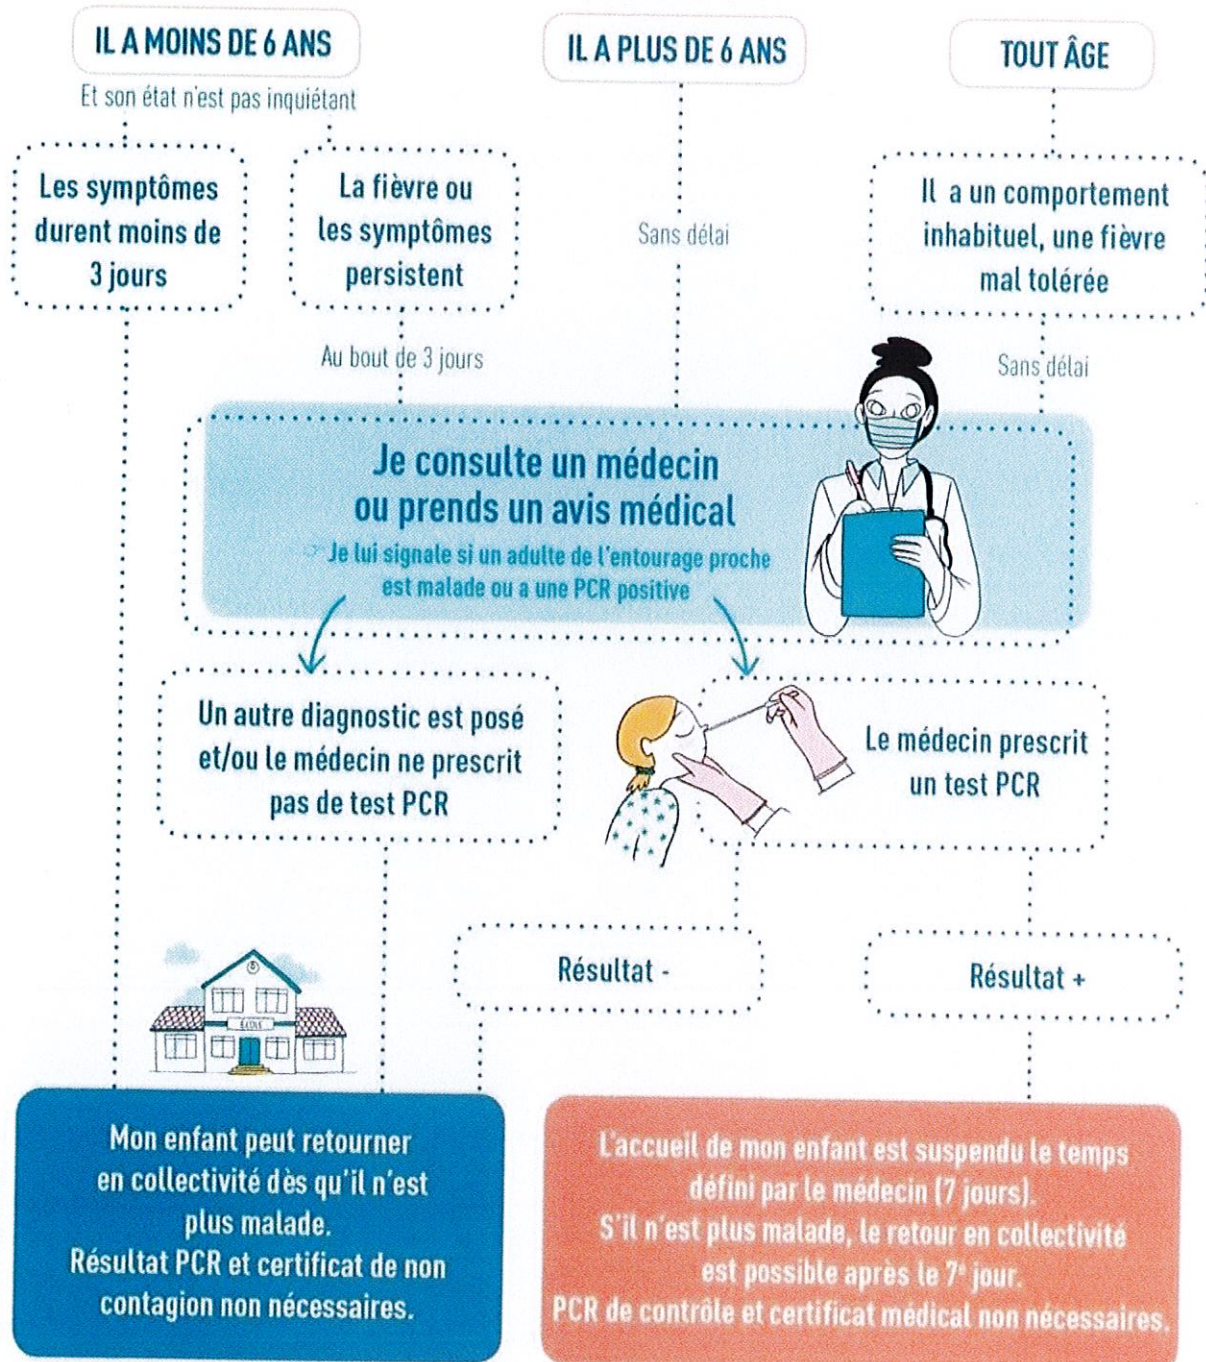 IL A MOINS DE 6 ANS
Et son état n'est pas inquiétant
IL A PLUS DE 6 ANS
TOUT ÂGE
Les symptômes
durent moins de
3 jours
La fièvre ou
les symptômes
persistent
Sans délai
Il a un comportement
inhabituel, une fièvre
mal tolérée
Au bout de 3 jours
Sans délai
Je consulte un médecin
ou prends un avis médical
Je lui signale si un adulte de l'entourage proche
est malade ou a une PCR positive
Un autre diagnostic est posé
et/ou le médecin ne prescrit
pas de test PCR
Le médecin prescrit
un test PCR
Résultat -
Résultat +
ÉCOLE
Mon enfant peut retourner
en collectivité dès qu'il n'est
plus malade.
Résultat PCR et certificat de non
contagion non nécessaires.
L'accueil de mon enfant est suspendu le temps
défini par le médecin (7 jours).
S'il n'est plus malade, le retour en collectivité
est possible après le 7e jour.
PCR de contrôle et certificat médical non nécessaires.